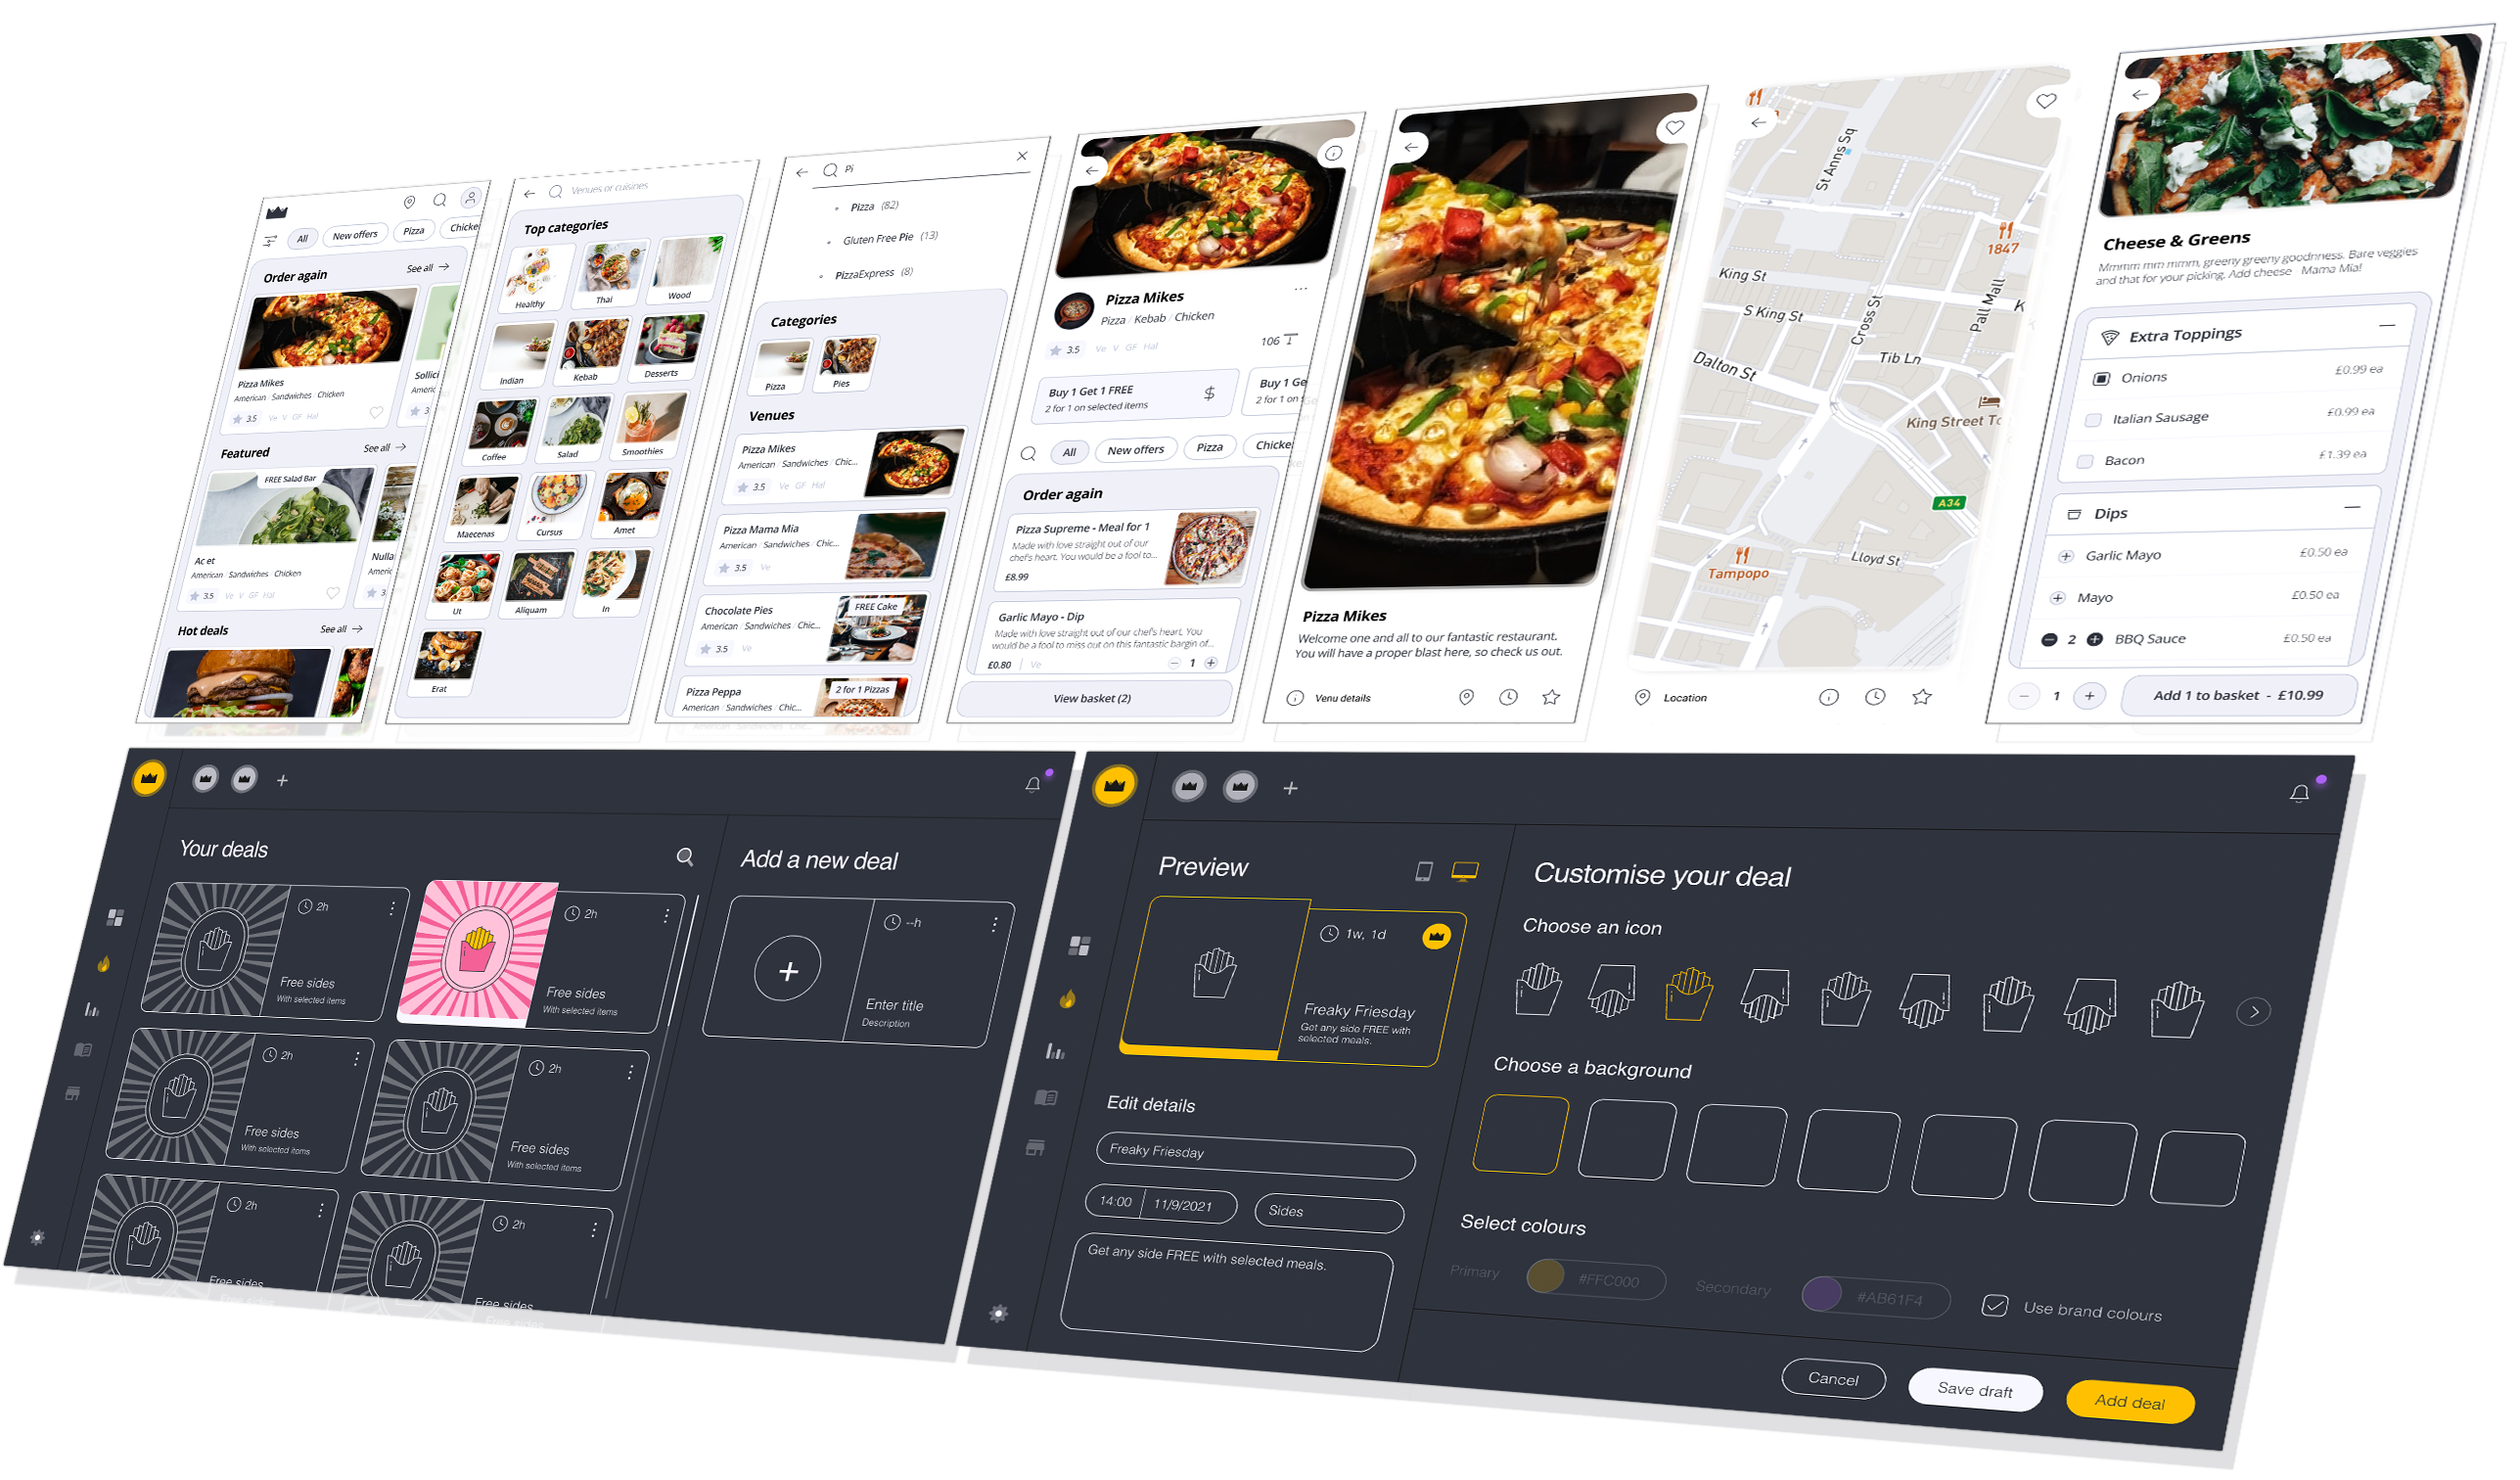 All
New offers
Pizza
Chicke
Order again
See all
Pizza Mikes
American / Sandwiches / Chicken
3.5
Ve V GF Hal
Sollici
Americ
3
Featured
See all
FREE Salad Bar
Ac et
American / Sandwiches / Chicken
3.5
Ve V GF Hal
Nulla
Americ
3
Hot deals
See all
Venues or cuisines
Top categories
Healthy
Thai
Wood
Indian
Kebab
Desserts
Coffee
Salad
Smoothies
Maecenas
Cursus
Amet
Ut
Aliquam
In
Erat
Pi
Pizza (82)
Gluten Free Pie (13)
PizzaExpress (8)
Categories
Pizza
Pies
Venues
Pizza Mikes
American / Sandwiches / Chic...
3.5
Ve GF Hal
Pizza Mama Mia
American / Sandwiches / Chic...
3.5
Ve
Chocolate Pies
American / Sandwiches / Chic...
3.5
Ve
FREE Cake
Pizza Peppa
American / Sandwiches / Chic...
2 for 1 Pizzas
Pizza Mikes
Pizza / Kebab / Chicken
3.5
Ve V GF Hal
106
Buy 1 Get 1 FREE
2 for 1 on selected items
$
Buy 1 Ge
2 for 1 on s
All
New offers
Pizza
Chicke
Order again
Pizza Supreme - Meal for 1
Made with love straight out of our
chef's heart. You would be a fool to...
£8.99
Garlic Mayo - Dip
Made with love straight out of our chef's heart. You
would be a fool to miss out on this fantastic bargin of...
£0.80
Ve
1
View basket (2)
Pizza Mikes
Welcome one and all to our fantastic restaurant.
You will have a proper blast here, so check us out.
Venu details
St Anns Sq
1847
King St
S King St
Cross St
Pall Mall
K
Dalton St
Tib Ln
King Street To
A34
Lloyd St
Tampopo
Location
Cheese & Greens
Mmmm mm mmm, greeny greeny goodnness. Bare veggies
and that for your picking. Add cheese - Mama Mia!
Extra Toppings
Onions
£0.99 ea
Italian Sausage
£0.99 ea
Bacon
£1.39 ea
Dips
Garlic Mayo
£0.50 ea
Mayo
£0.50 ea
2
BBQ Sauce
£0.50 ea
1
Add 1 to basket - £10.99
Your deals
2h
Free sides
With selected items
2h
Free sides
With selected items
2h
Free sides
With selected items
2h
Free sides
With selected items
2h
Free sides
2h
Free sides
Add a new deal
--h
Enter title
Description
Preview
1w, 1d
Freaky Friesday
Get any side FREE with
selected meals.
Edit details
Freaky Friesday
14:00
11/9/2021
Sides
Get any side FREE with selected meals.
Customise your deal
Choose an icon
Choose a background
Select colours
Primary
#FFC000
Secondary
#AB61F4
Use brand colours
Cancel
Save draft
Add deal